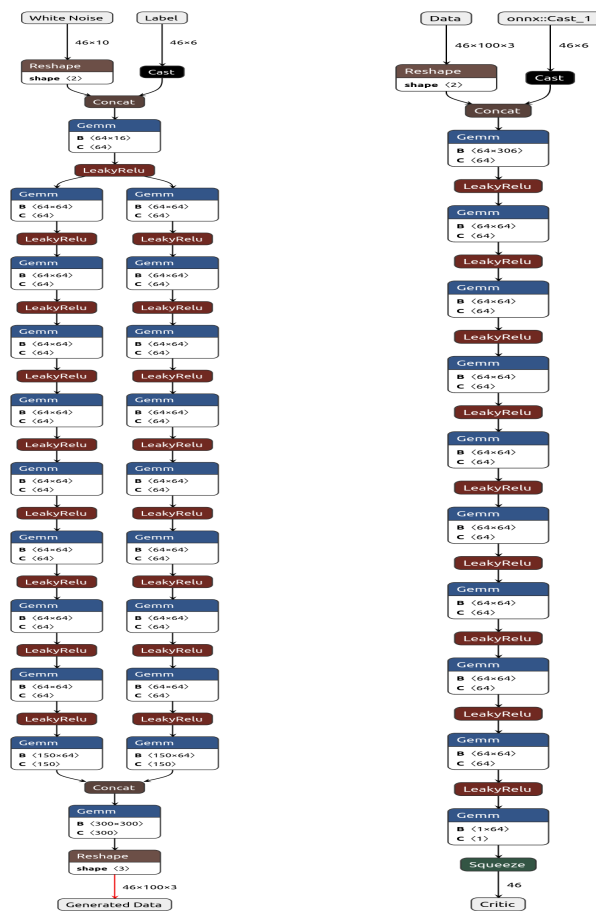 White Noise
Label
46×10
46×6
Reshape
shape ⟨2⟩
Cast
Concat
Gemm
B ⟨64×16⟩
C ⟨64⟩
LeakyRelu
Gemm Gemm
B ⟨64×64⟩ B ⟨64×64⟩
C ⟨64⟩ C ⟨64⟩
LeakyRelu LeakyRelu
Gemm Gemm
B ⟨64×64⟩ B ⟨64×64⟩
C ⟨64⟩ C ⟨64⟩
LeakyRelu LeakyRelu
Gemm Gemm
B ⟨64×64⟩ B ⟨64×64⟩
C ⟨64⟩ C ⟨64⟩
LeakyRelu LeakyRelu
Gemm Gemm
B ⟨64×64⟩ B ⟨64×64⟩
C ⟨64⟩ C ⟨64⟩
LeakyRelu LeakyRelu
Gemm Gemm
B ⟨64×64⟩ B ⟨64×64⟩
C ⟨64⟩ C ⟨64⟩
LeakyRelu LeakyRelu
Gemm Gemm
B ⟨64×64⟩ B ⟨64×64⟩
C ⟨64⟩ C ⟨64⟩
LeakyRelu LeakyRelu
Gemm Gemm
B ⟨64×64⟩ B ⟨64×64⟩
C ⟨64⟩ C ⟨64⟩
LeakyRelu LeakyRelu
Gemm Gemm
B ⟨64×64⟩ B ⟨64×64⟩
C ⟨64⟩ C ⟨64⟩
LeakyRelu LeakyRelu
Gemm Gemm
B ⟨150×64⟩ B ⟨150×64⟩
C ⟨150⟩ C ⟨150⟩
Concat
Gemm
B ⟨300×300⟩
C ⟨300⟩
Reshape
shape ⟨3⟩
46×100×3
Generated Data
Data
onnx::Cast_1
46×100×3
46×6
Reshape
shape ⟨2⟩
Cast
Concat
Gemm
B ⟨64×306⟩
C ⟨64⟩
LeakyRelu
Gemm
B ⟨64×64⟩
C ⟨64⟩
LeakyRelu
Gemm
B ⟨64×64⟩
C ⟨64⟩
LeakyRelu
Gemm
B ⟨64×64⟩
C ⟨64⟩
LeakyRelu
Gemm
B ⟨64×64⟩
C ⟨64⟩
LeakyRelu
Gemm
B ⟨64×64⟩
C ⟨64⟩
LeakyRelu
Gemm
B ⟨64×64⟩
C ⟨64⟩
LeakyRelu
Gemm
B ⟨64×64⟩
C ⟨64⟩
LeakyRelu
Gemm
B ⟨64×64⟩
C ⟨64⟩
LeakyRelu
Gemm
B ⟨1×64⟩
C ⟨1⟩
Squeeze
46
Critic